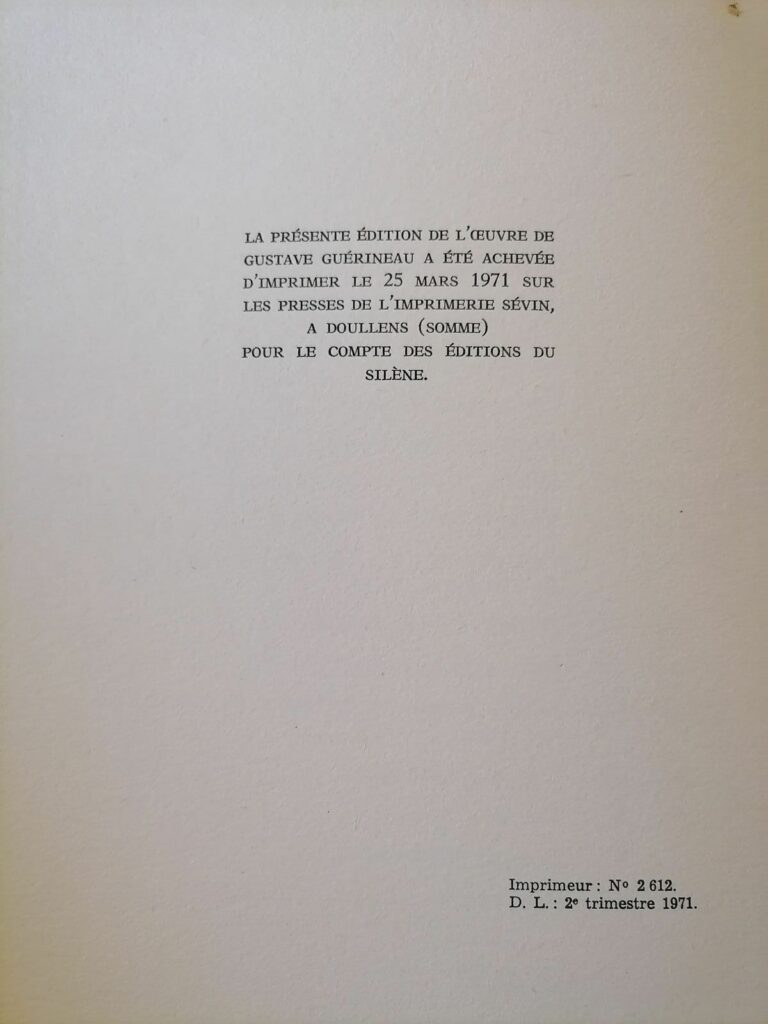 LA PRÉSENTE ÉDITION DE L'ŒUVRE DE
GUSTAVE GUÉRINEAU A ÉTÉ ACHEVÉE
D'IMPRIMER LE 25 MARS 1971 SUR
LES PRESSES DE L'IMPRIMERIE SÉVIN,
A DOULLENS (SOMME)
POUR LE COMPTE DES ÉDITIONS DU
SILÈNE.
Imprimeur : Nº 2 612.
D. L. : 2e trimestre 1971.